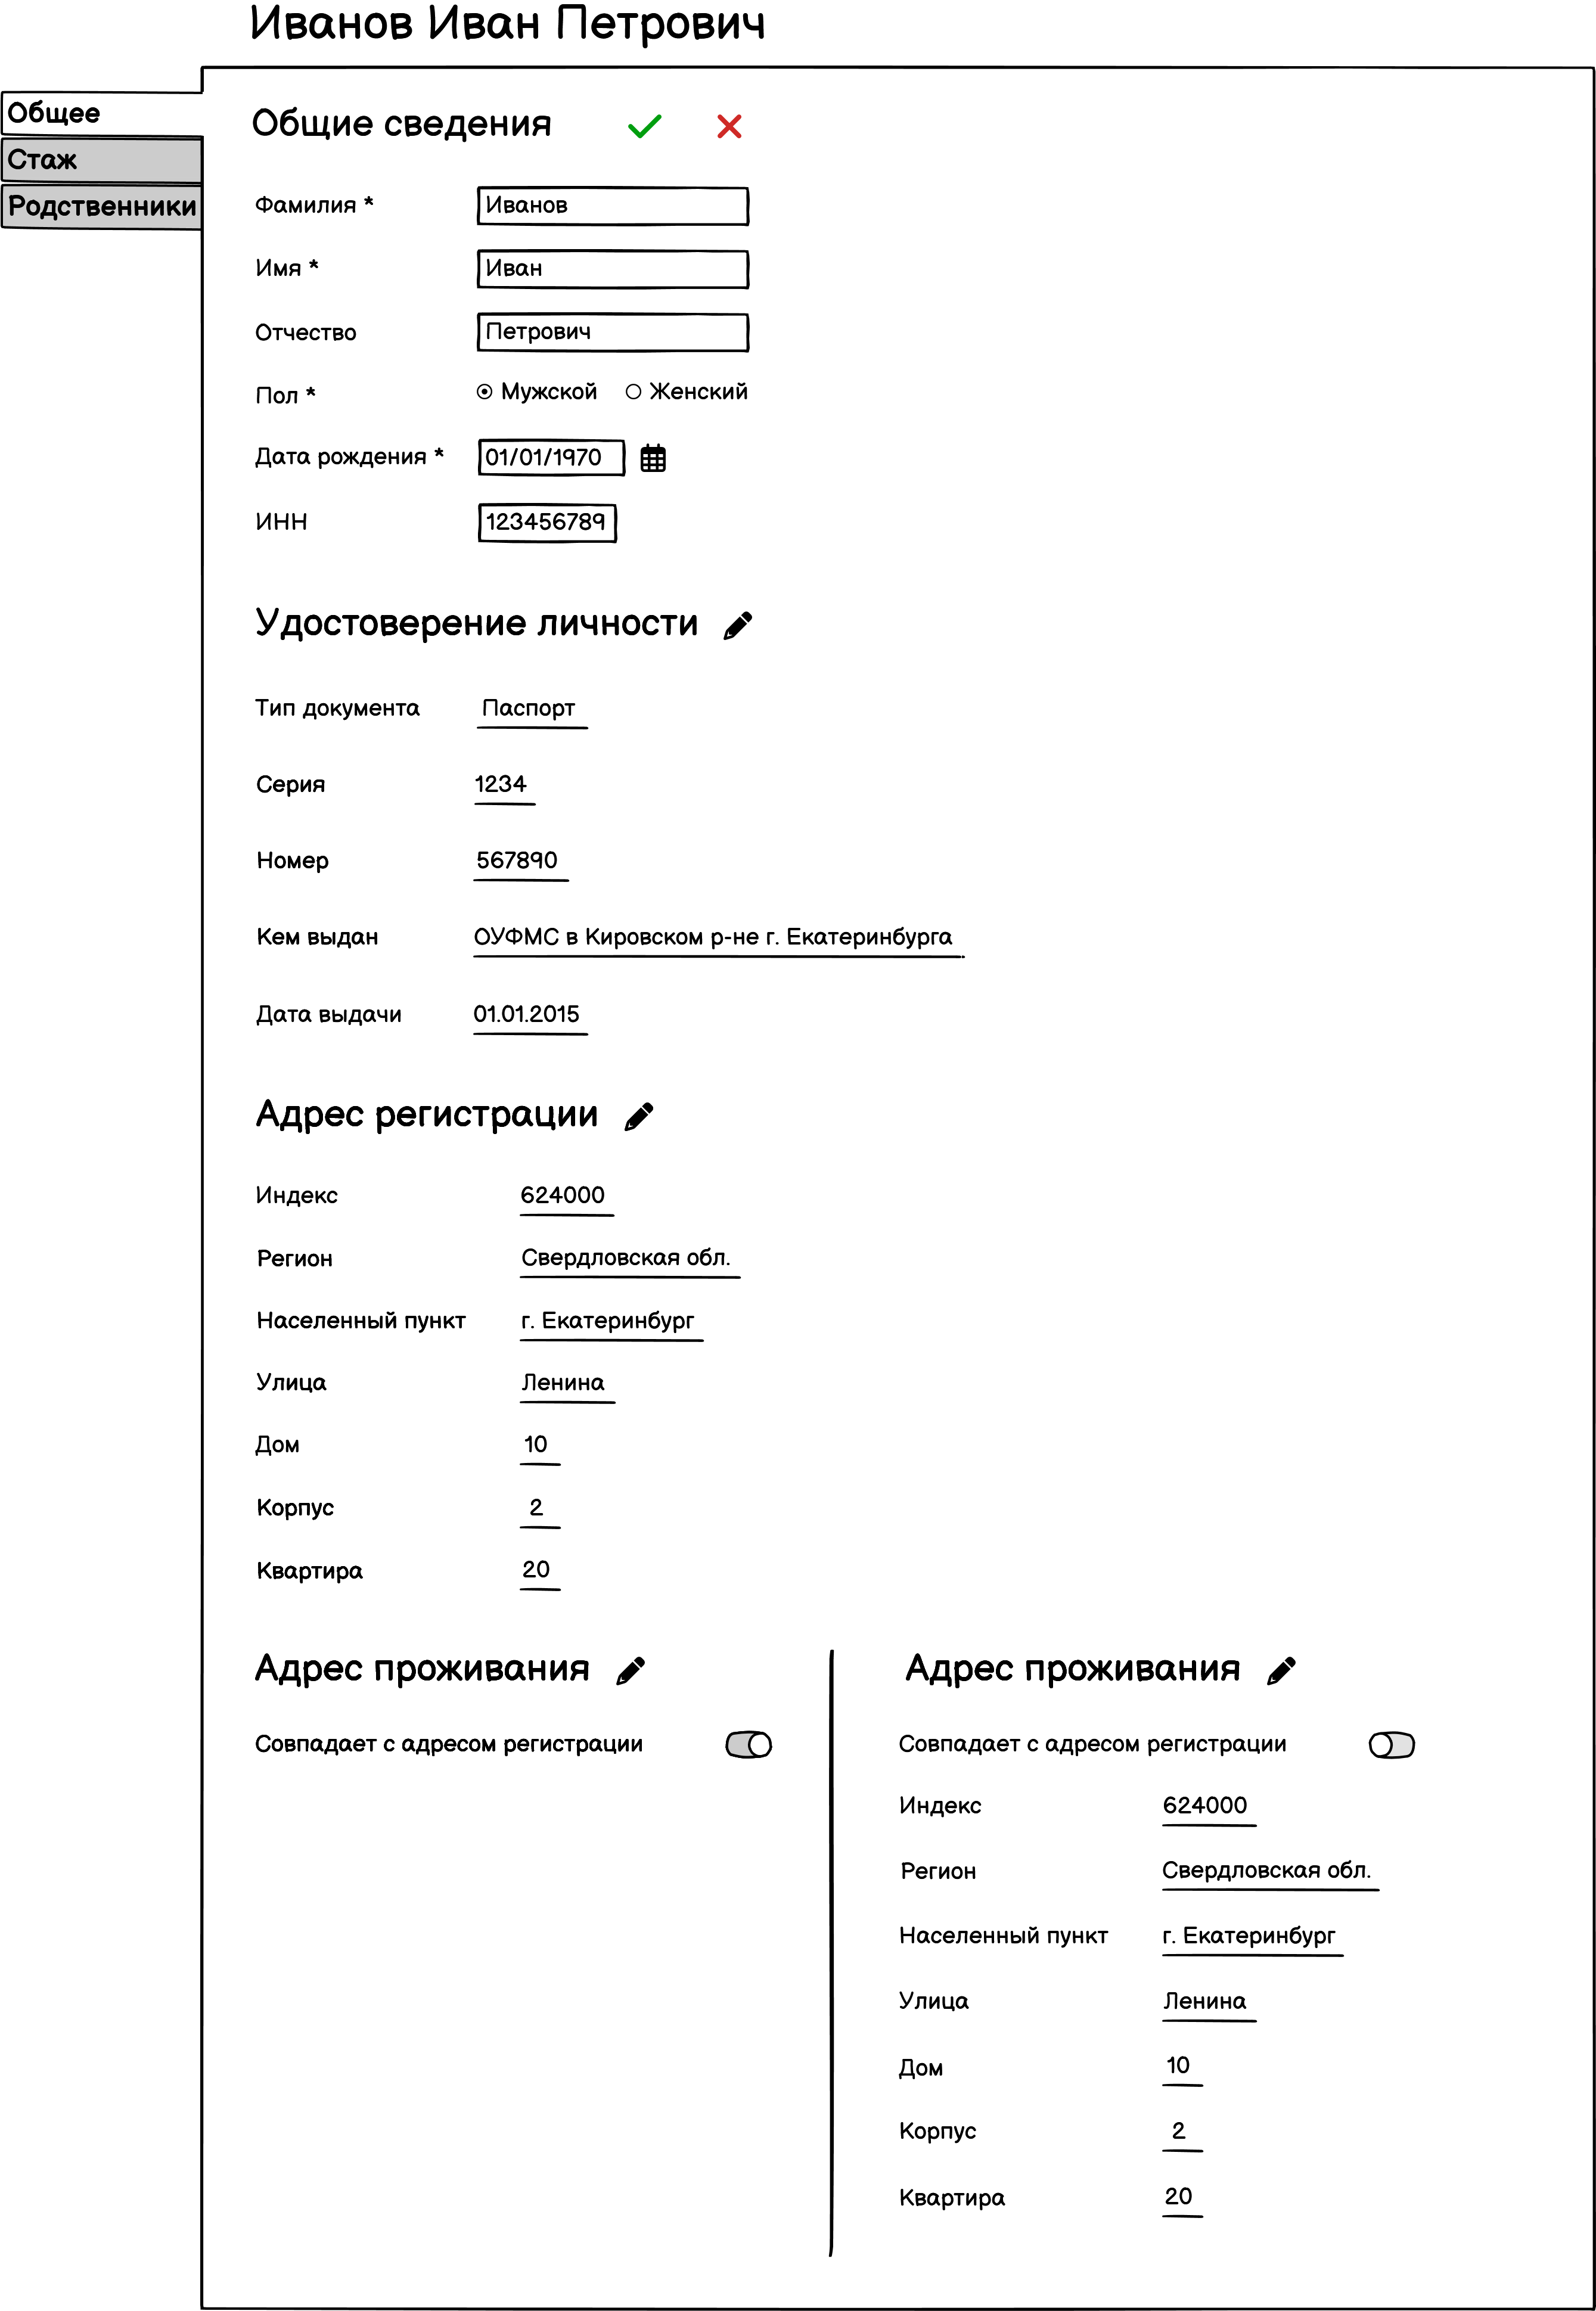 Иванов Иван Петрович
Общее
Стаж
Родственники
Общие сведения
Фамилия * Иванов
Имя * Иван
Отчество Петрович
Пол * Мужской Женский
Дата рождения * 01/01/1970
ИНН 123456789
Удостоверение личности
Тип документа Паспорт
Серия 1234
Номер 567890
Кем выдан ОУФМС в Кировском р-не г. Екатеринбурга
Дата выдачи 01.01.2015
Адрес регистрации
Индекс 624000
Регион Свердловская обл.
Населенный пункт г. Екатеринбург
Улица Ленина
Дом 10
Корпус 2
Квартира 20
Адрес проживания
Совпадает с адресом регистрации
Адрес проживания
Совпадает с адресом регистрации
Индекс 624000
Регион Свердловская обл.
Населенный пункт г. Екатеринбург
Улица Ленина
Дом 10
Корпус 2
Квартира 20